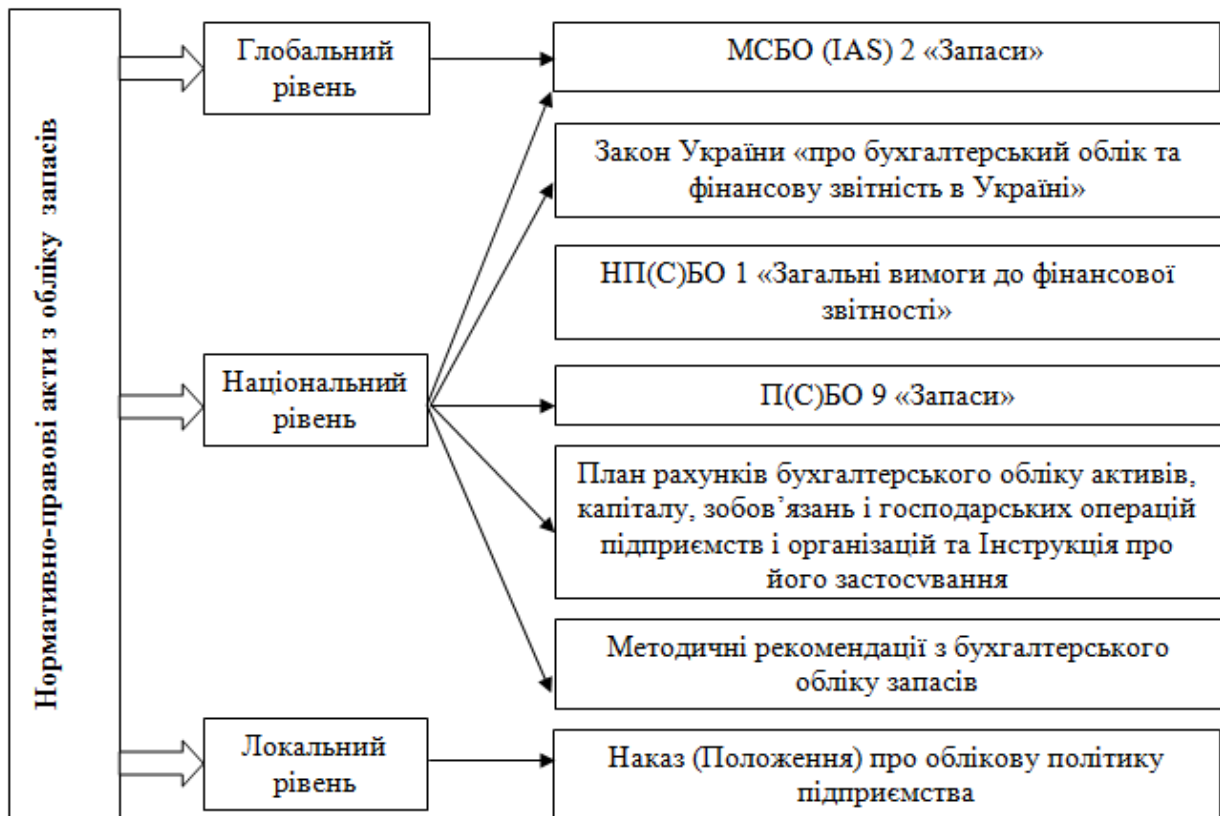 Нормативно-правові акти з обліку запасів
Глобальний
рівень
МСБО (IAS) 2 «Запаси»
Закон України «про бухгалтерський облік та
фінансову звітність в Україні»
НП(С)БО 1 «Загальні вимоги до фінансової
звітності»
Національний
рівень
П(С)БО 9 «Запаси»
План рахунків бухгалтерського обліку активів,
капіталу, зобов’язань і господарських операцій
підприємств і організацій та Інструкція про
його застосування
Методичні рекомендації з бухгалтерського
обліку запасів
Локальний
рівень
Наказ (Положення) про облікову політику
підприємства